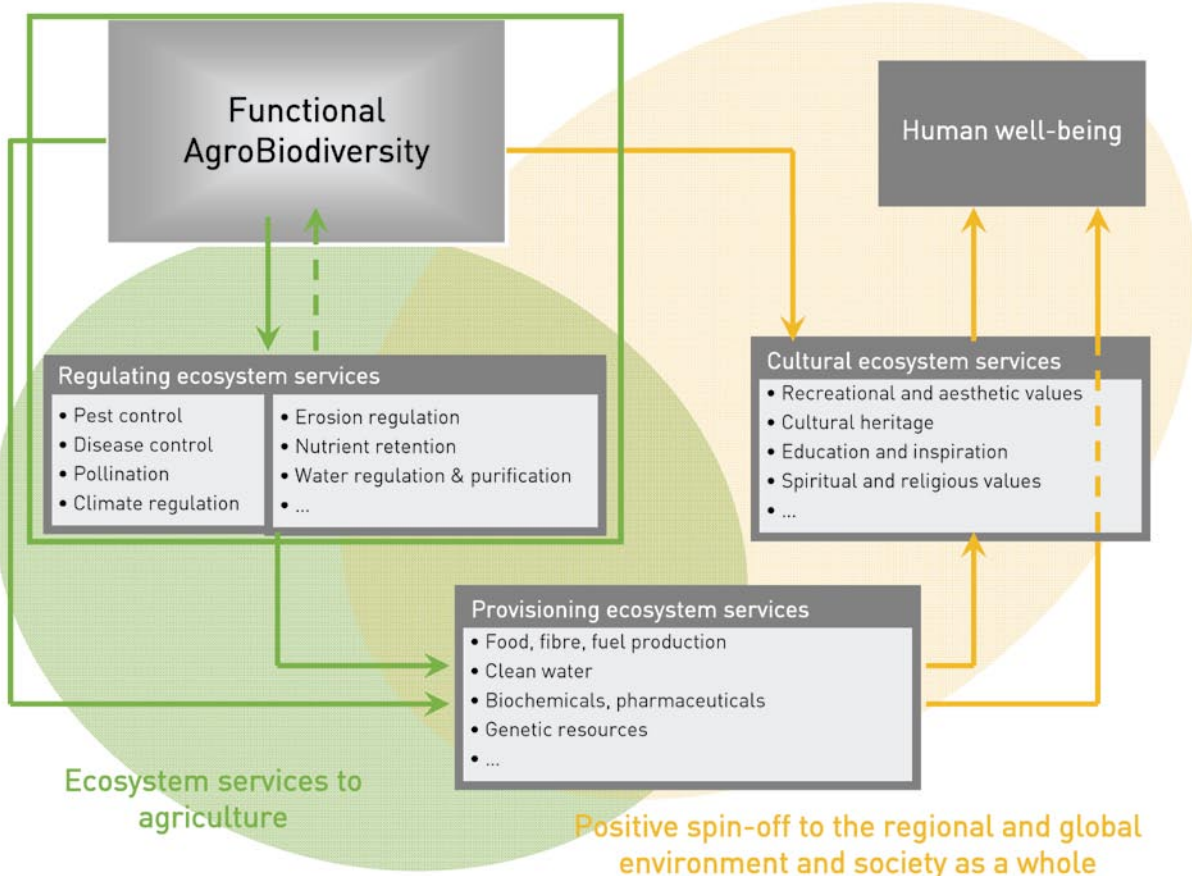 Functional
AgroBiodiversity
Human well-being
Regulating ecosystem services
• Pest control
• Disease control
• Pollination
• Climate regulation
• Erosion regulation
• Nutrient retention
• Water regulation & purification
• ...
Cultural ecosystem services
• Recreational and aesthetic values
• Cultural heritage
• Education and inspiration
• Spiritual and religious values
• ...
Provisioning ecosystem services
• Food, fibre, fuel production
• Clean water
• Biochemicals, pharmaceuticals
• Genetic resources
• ...
Ecosystem services to
agriculture
Positive spin-off to the regional and global
environment and society as a whole